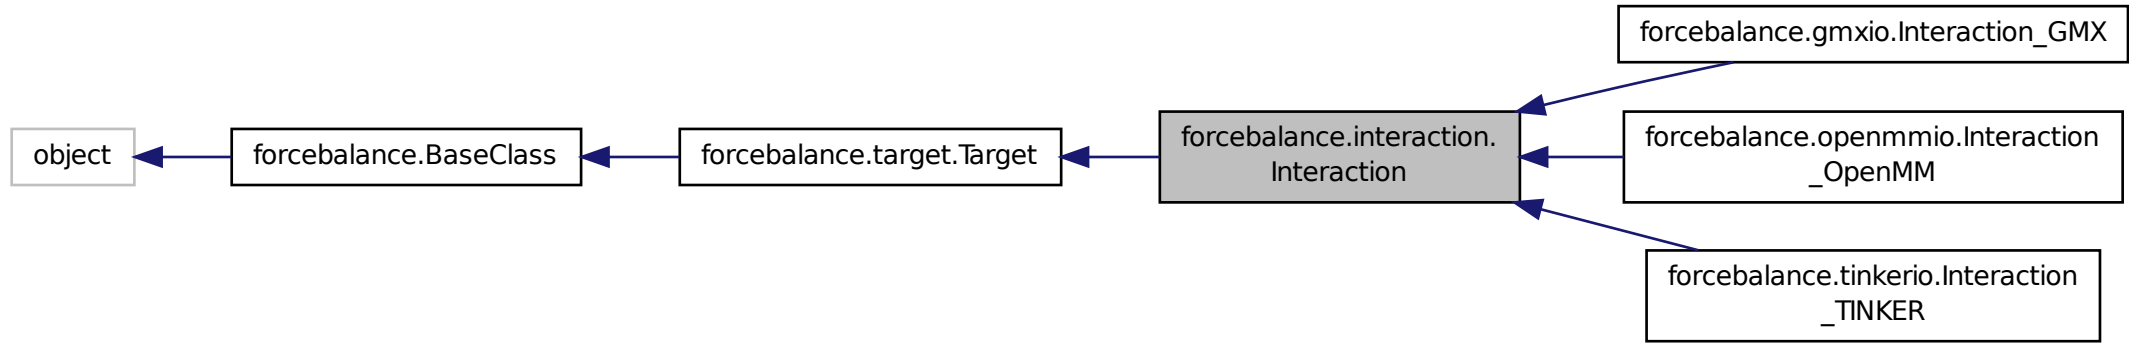 forcebalance.gmxio.Interaction_GMX
object
forcebalance.BaseClass
forcebalance.target.Target
forcebalance.interaction.
Interaction
forcebalance.openmmio.Interaction
_OpenMM
forcebalance.tinkerio.Interaction
_TINKER